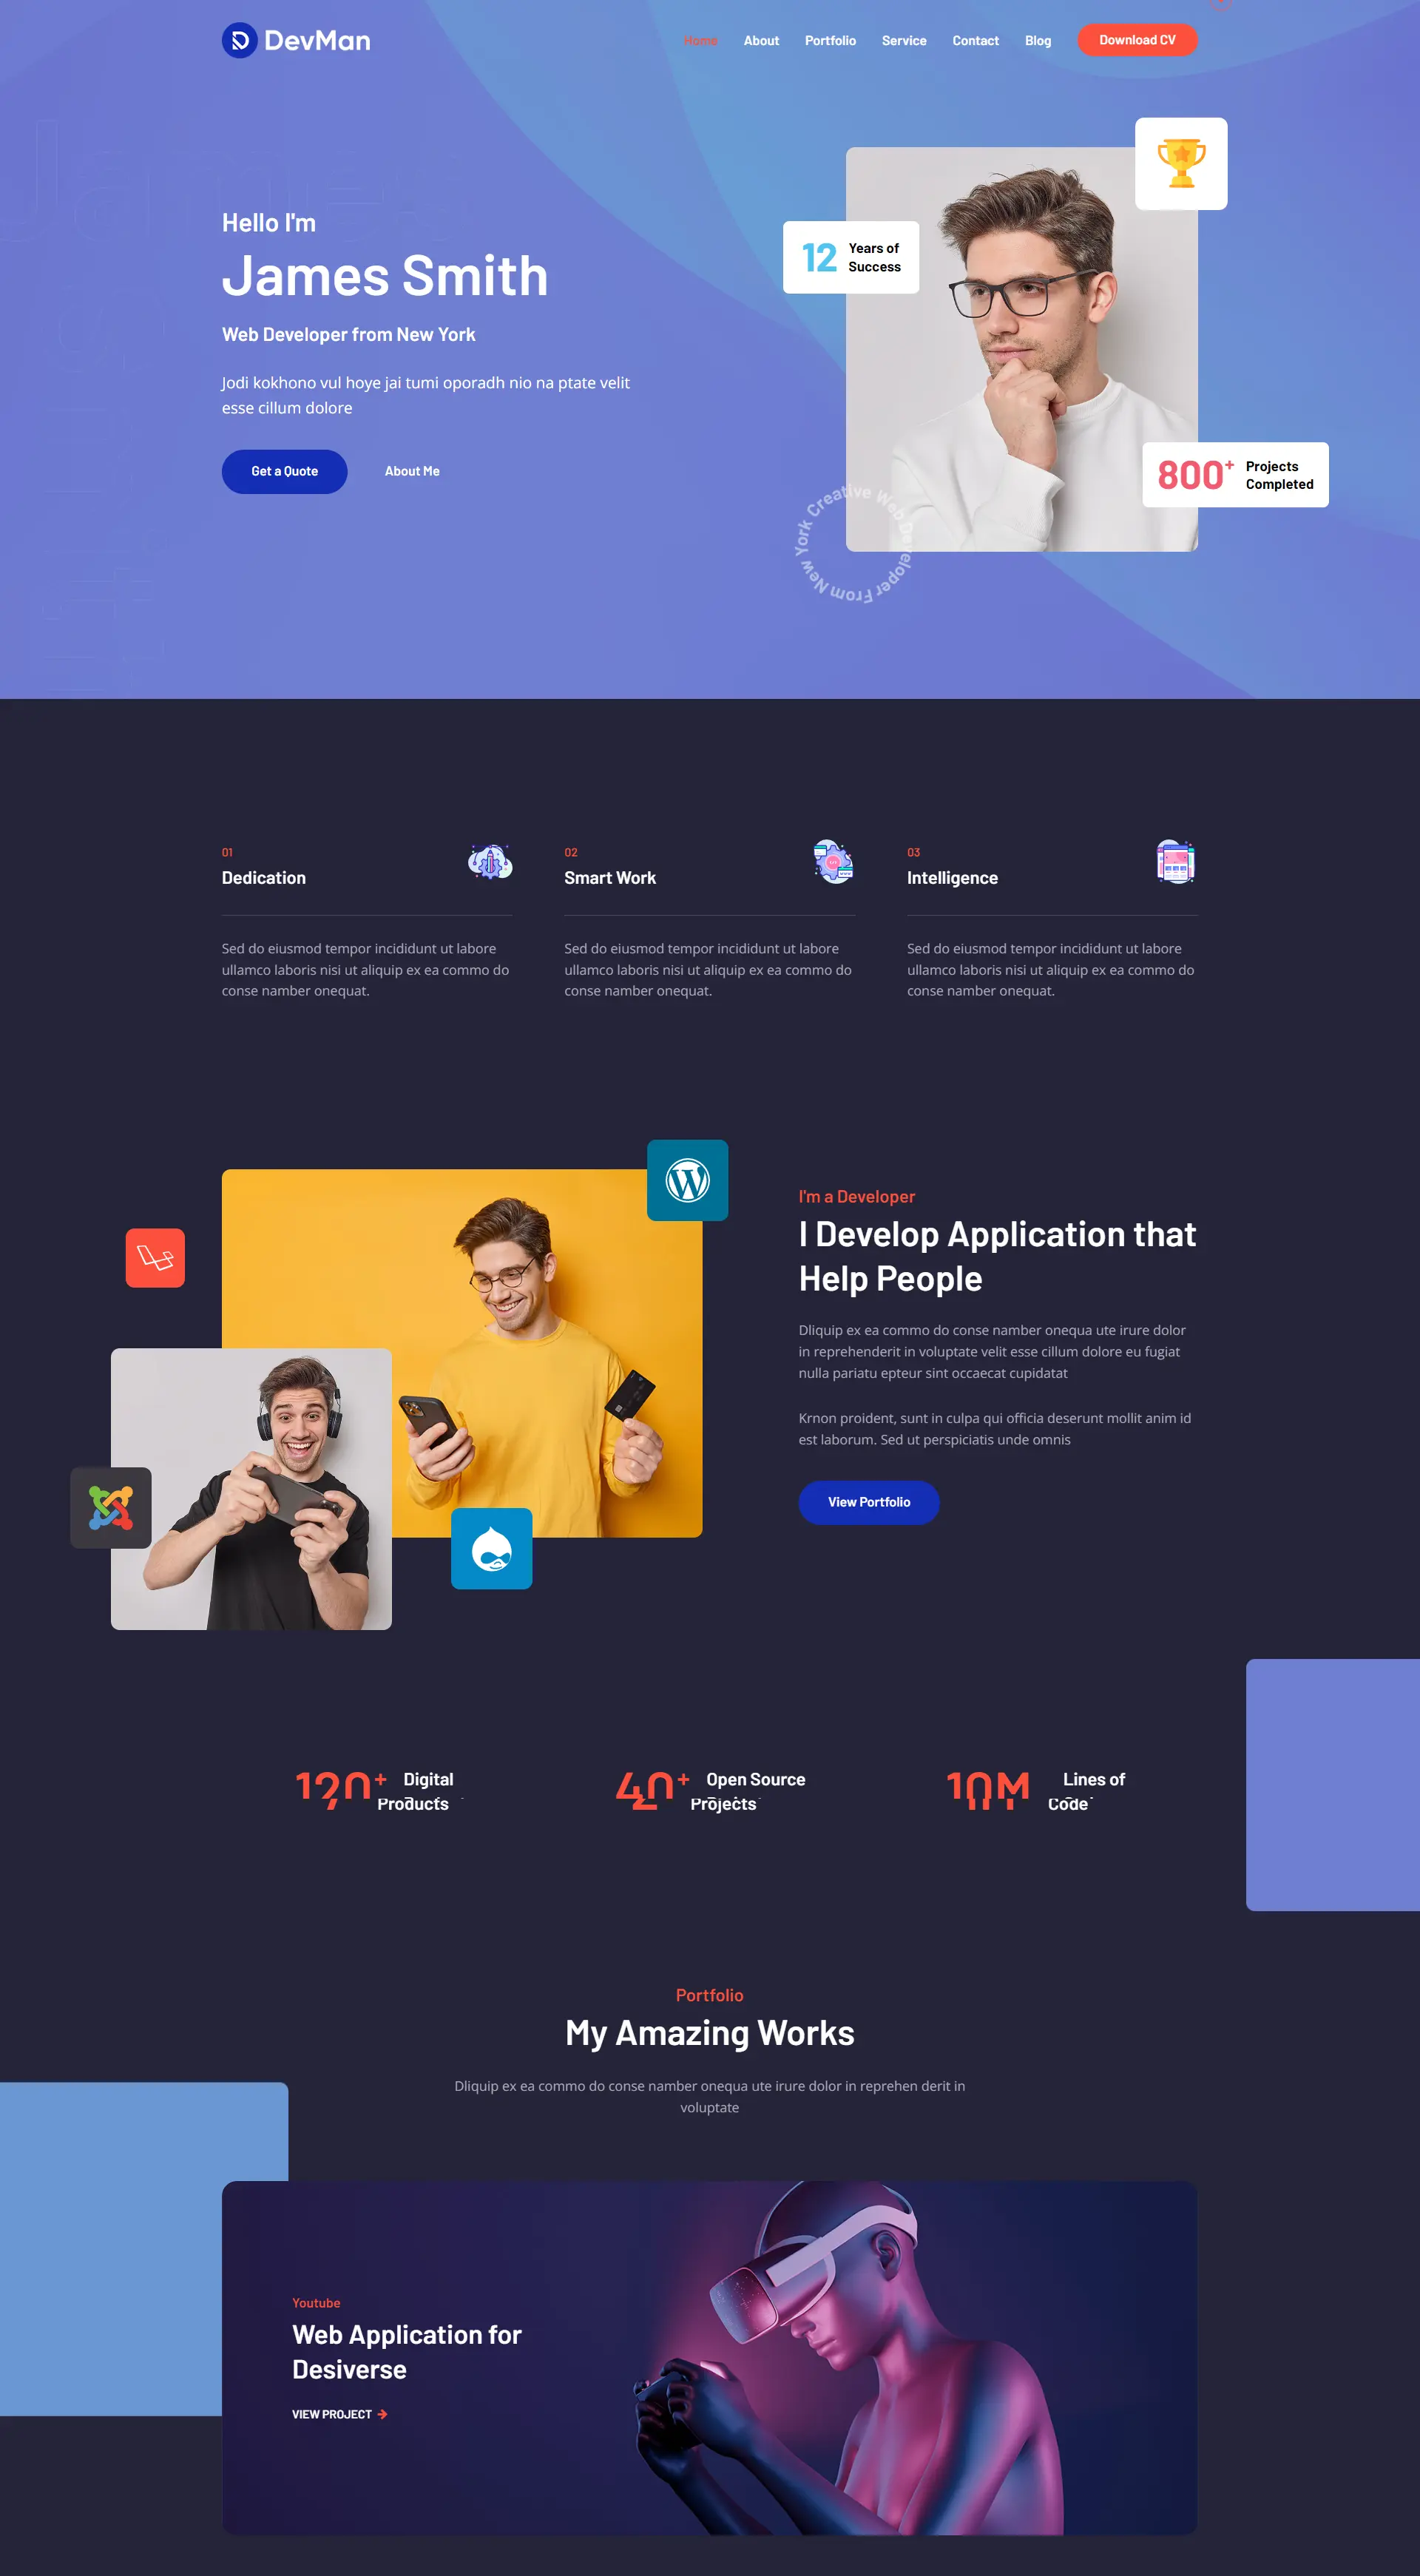 DevMan
Home
About
Portfolio
Service
Contact
Blog
Download CV
James
Hello I'm
James Smith
Web Developer from New York
Jodi kokhono vul hoye jai tumi oporadh nio na ptate velit
esse cillum dolore
Get a Quote
About Me
12
Years of
Success
800+
Projects
Completed
Creative Web Developer From New York
01
Dedication
Sed do eiusmod tempor incididunt ut labore
ullamco laboris nisi ut aliquip ex ea commo do
conse namber onequat.
02
Smart Work
Sed do eiusmod tempor incididunt ut labore
ullamco laboris nisi ut aliquip ex ea commo do
conse namber onequat.
03
Intelligence
Sed do eiusmod tempor incididunt ut labore
ullamco laboris nisi ut aliquip ex ea commo do
conse namber onequat.
I'm a Developer
I Develop Application that
Help People
Dliquip ex ea commo do conse namber onequa ute irure dolor
in reprehenderit in voluptate velit esse cillum dolore eu fugiat
nulla pariatu epteur sint occaecat cupidatat
Krnon proident, sunt in culpa qui officia deserunt mollit anim id
est laborum. Sed ut perspiciatis unde omnis
View Portfolio
Digital
Products
Open Source
Projects
Lines of
Code
Portfolio
My Amazing Works
Dliquip ex ea commo do conse namber onequa ute irure dolor in reprehen derit in
voluptate
Youtube
Web Application for
Desiverse
VIEW PROJECT